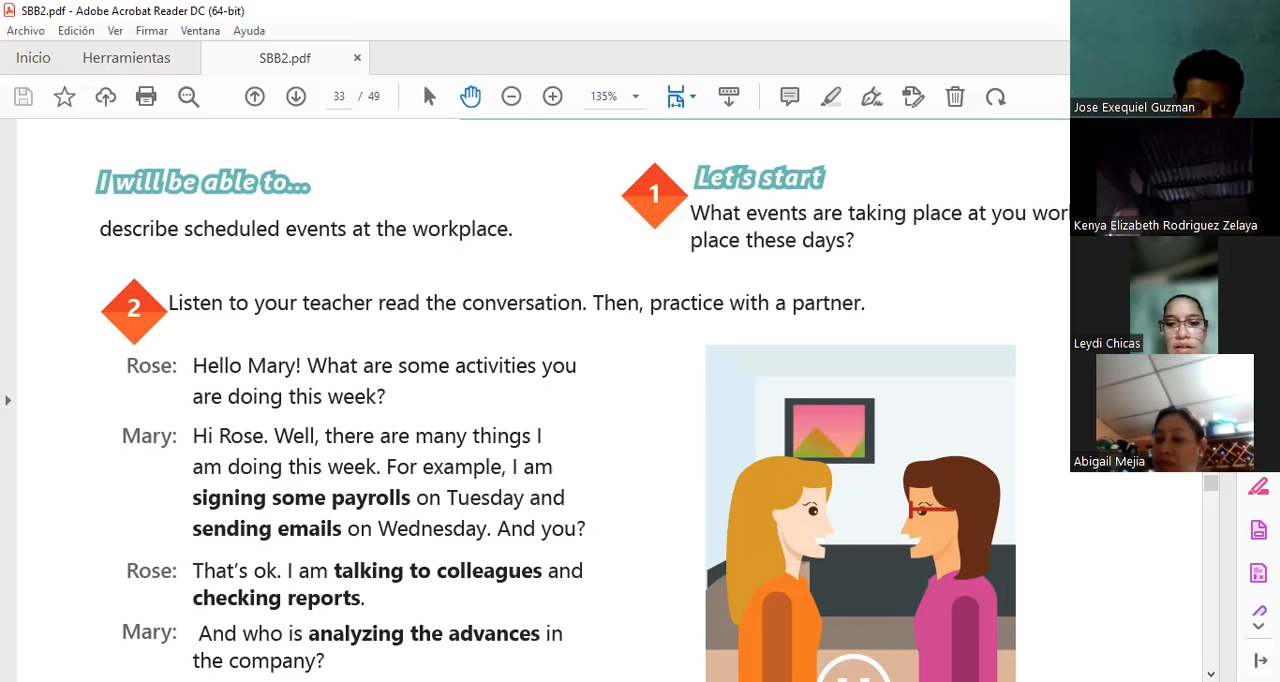 SBB2.pdf - Adobe Acrobat Reader DC (64-bit)
Archivo Edición Ver Firmar Ventana Ayuda
Inicio Herramientas SBB2.pdf ×
33 / 49 135%
I will be able to...
describe scheduled events at the workplace.
1 Let's start
What events are taking place at you work
place these days?
2 Listen to your teacher read the conversation. Then, practice with a partner.
Rose: Hello Mary! What are some activities you
are doing this week?
Mary: Hi Rose. Well, there are many things I
am doing this week. For example, I am
signing some payrolls on Tuesday and
sending emails on Wednesday. And you?
Rose: That's ok. I am talking to colleagues and
checking reports.
Mary: And who is analyzing the advances in
the company?
Jose Exequiel Guzman
Kenya Elizabeth Rodriguez Zelaya
Leydi Chicas
Abigail Mejia